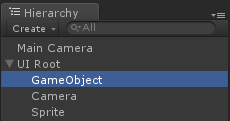 Hierarchy
Create All
Main Camera
UI Root
GameObject
Camera
Sprite